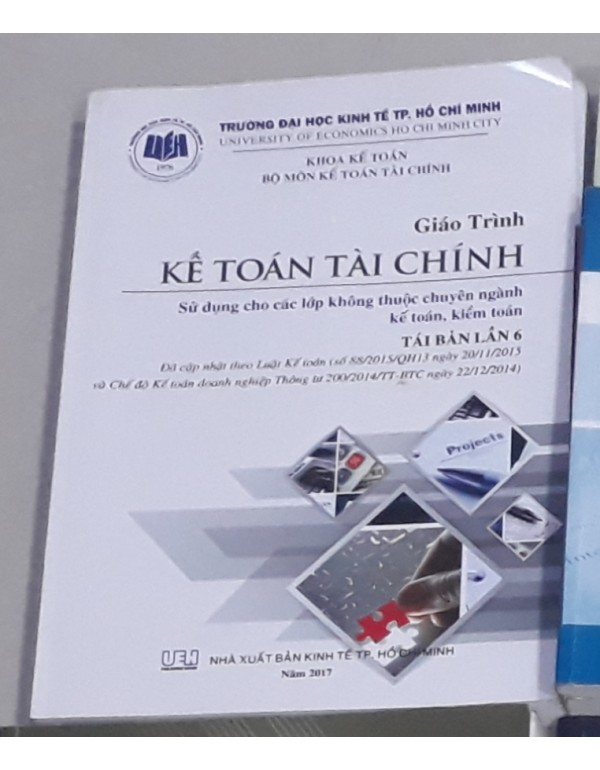 TRƯỜNG ĐẠI HỌC KINH TẾ TP. HỒ CHÍ MINH
UNIVERSITY OF ECONOMICS HO CHI MINH CITY
UEH
1976
KHOA KẾ TOÁN
BỘ MÔN KẾ TOÁN TÀI CHÍNH
Giáo Trình
KẾ TOÁN TÀI CHÍNH
Sử dụng cho các lớp không thuộc chuyên ngành
kế toán, kiểm toán
TÁI BẢN LẦN 6
Đã cập nhật theo Luật Kế toán (số 88/2015/QH13 ngày 20/11/2015
và Chế độ Kế toán doanh nghiệp Thông tư 200/2014/TT-BTC ngày 22/12/2014)
Projects
UEH NHÀ XUẤT BẢN KINH TẾ TP. HỒ CHÍ MINH
Năm 2017